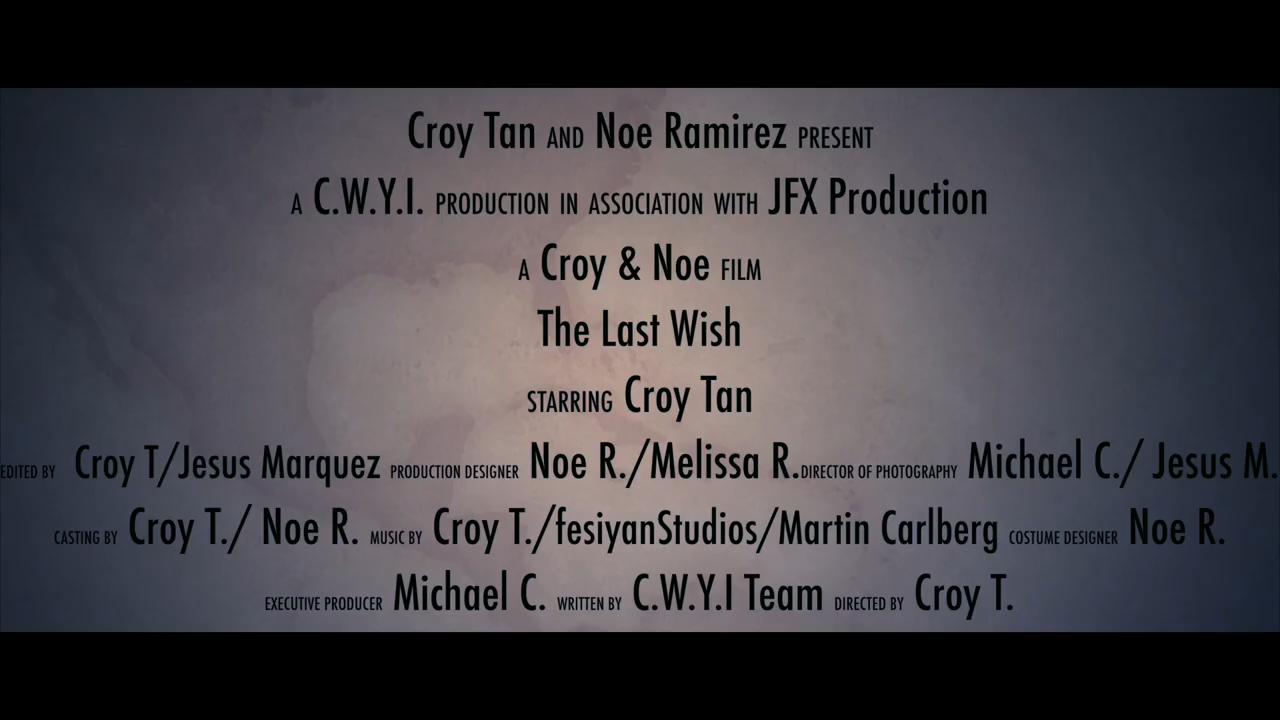 Croy Tan AND Noe Ramirez PRESENT
A C.W.Y.I. PRODUCTION IN ASSOCIATION WITH JFX Production
A Croy & Noe FILM
The Last Wish
STARRING Croy Tan
EDITED BY Croy T/Jesus Marquez PRODUCTION DESIGNER Noe R./Melissa R.DIRECTOR OF PHOTOGRAPHY Michael C./ Jesus M.
CASTING BY Croy T./ Noe R. MUSIC BY Croy T./fesiyanStudios/Martin Carlberg COSTUME DESIGNER Noe R.
EXECUTIVE PRODUCER Michael C. WRITTEN BY C.W.Y.I Team DIRECTED BY Croy T.